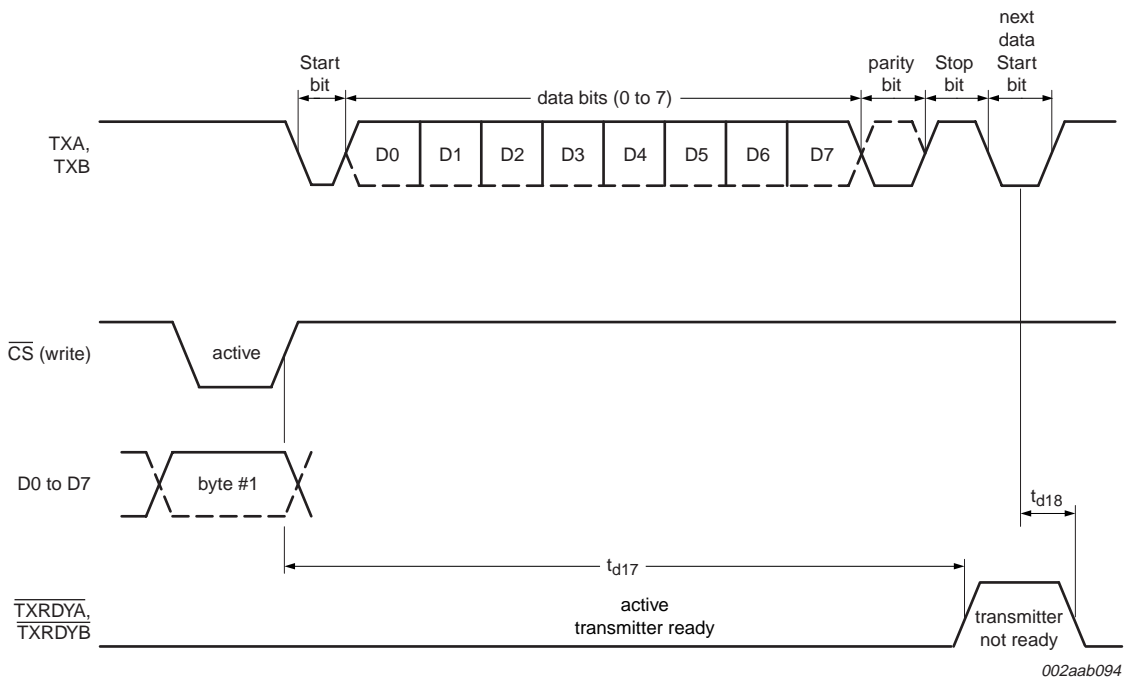 next
data
Start
bit
Start
bit
parity
bit
Stop
bit
data bits (0 to 7)
TXA,
TXB
D0 D1 D2 D3 D4 D5 D6 D7
CS (write)
active
D0 to D7
byte #1
td18
td17
TXRDYA,
TXRDYB
active
transmitter ready
transmitter
not ready
002aab094